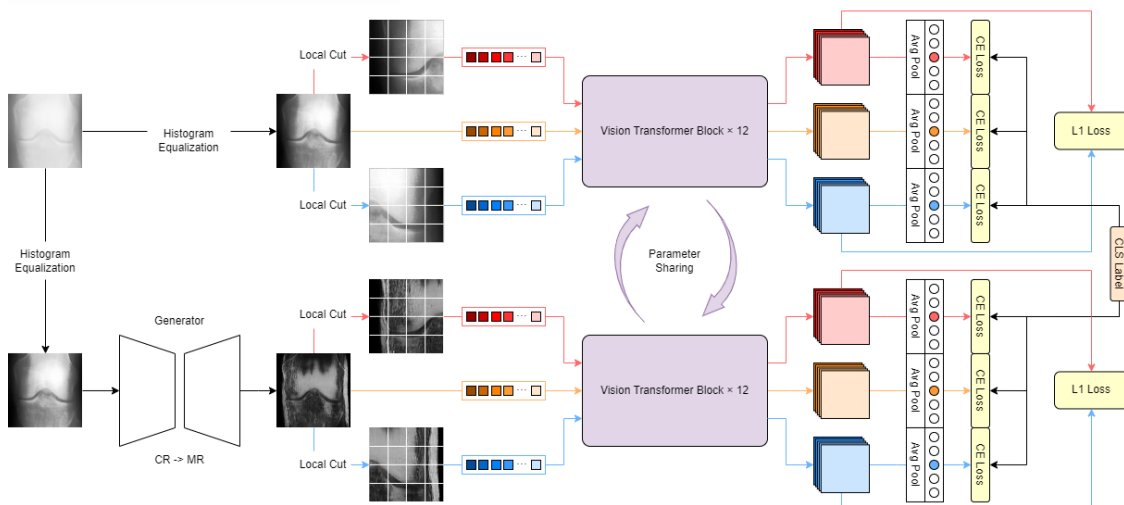 Local Cut
Histogram
Equalization
Local Cut
Vision Transformer Block × 12
Avg Pool
CE Loss
Avg Pool
CE Loss
Avg Pool
CE Loss
L1 Loss
CLS Label
Histogram
Equalization
Parameter
Sharing
Generator
CR -> MR
Local Cut
Local Cut
Vision Transformer Block × 12
Avg Pool
CE Loss
Avg Pool
CE Loss
Avg Pool
CE Loss
L1 Loss